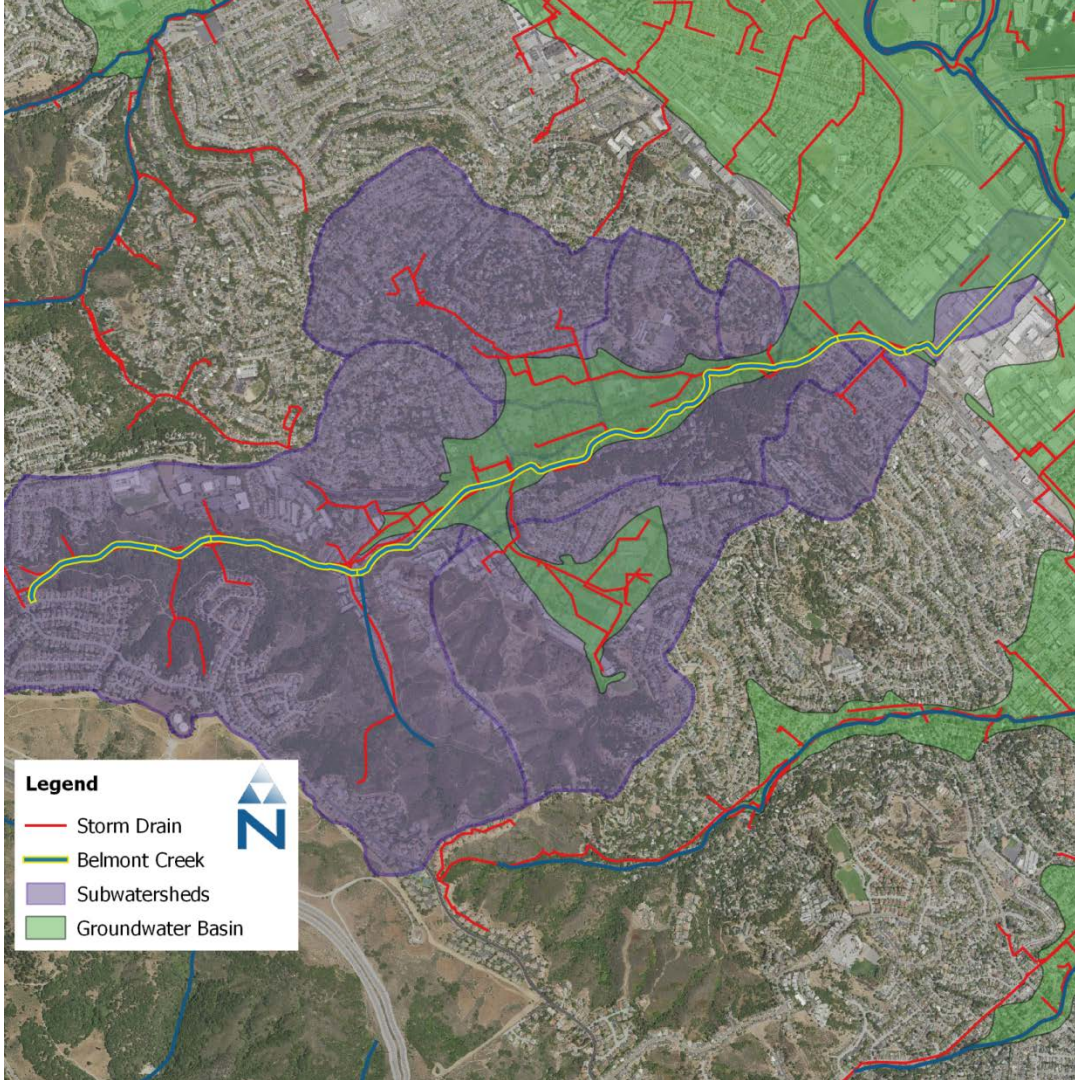 Legend
N
Storm Drain
Belmont Creek
Subwatersheds
Groundwater Basin